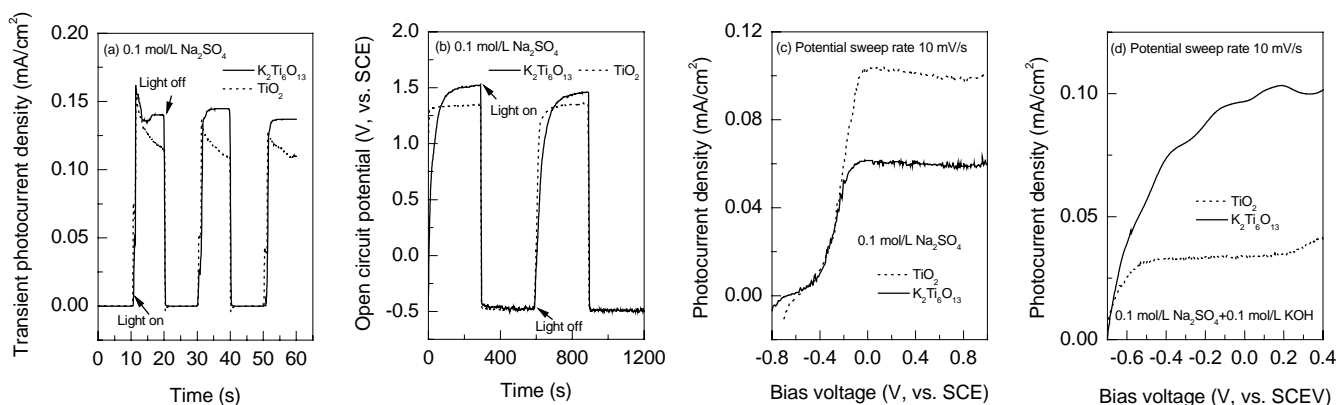 Transient photocurrent density (mA/cm²)
0.20
0.15
0.10
0.05
0.00
(a) 0.1 mol/L Na₂SO₄
Light off
K₂Ti₆O₁₃
TiO₂
Light on
0 10 20 30 40 50 60
Time (s)
Open circuit potential (V, vs. SCE)
2.0
1.5
1.0
0.5
0.0
-0.5
(b) 0.1 mol/L Na₂SO₄
K₂Ti₆O₁₃ TiO₂
Light on
Light off
0 400 800 1200
Time (s)
Photocurrent density (mA/cm²)
0.12
0.08
0.04
0.00
(c) Potential sweep rate 10 mV/s
0.1 mol/L Na₂SO₄
TiO₂
K₂Ti₆O₁₃
-0.8 -0.4 0.0 0.4 0.8
Bias voltage (V, vs. SCE)
Photocurrent density (mA/cm²)
0.10
0.05
0.00
(d) Potential sweep rate 10 mV/s
TiO₂
K₂Ti₆O₁₃
0.1 mol/L Na₂SO₄+0.1 mol/L KOH
-0.6 -0.4 -0.2 0.0 0.2 0.4
Bias voltage (V, vs. SCEV)